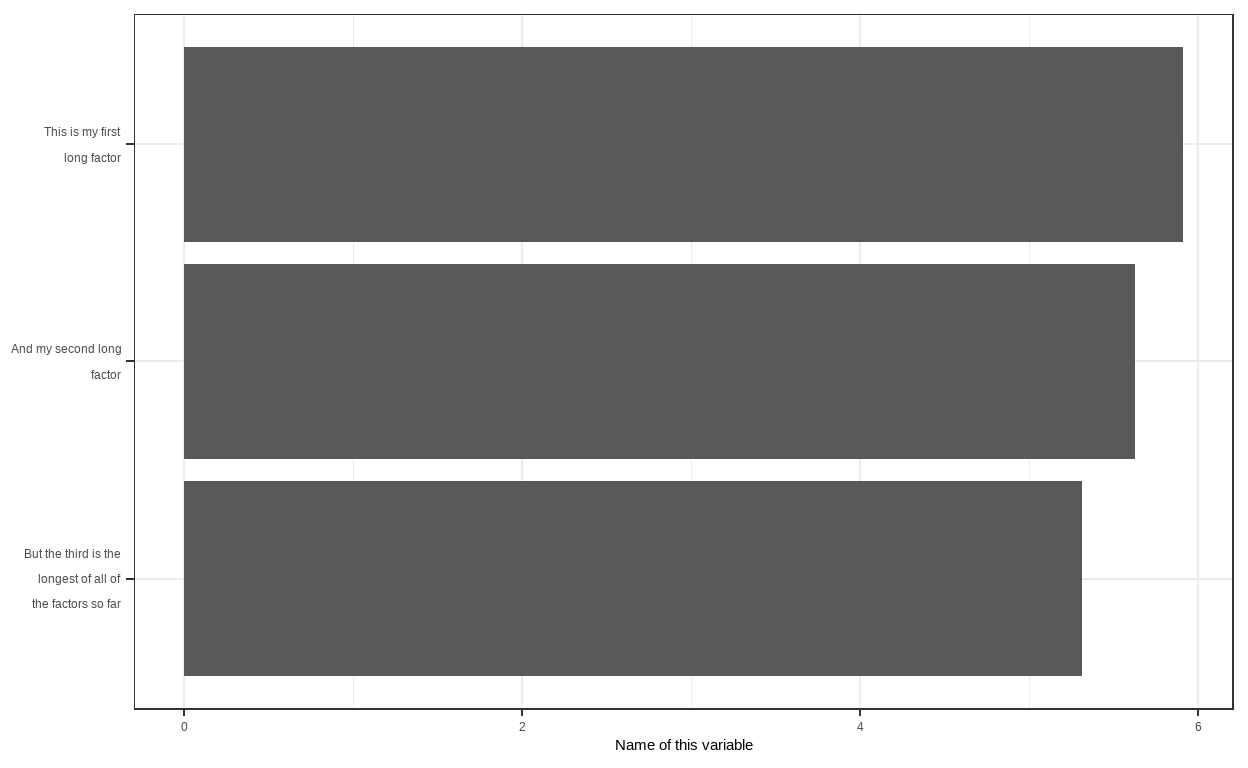 This is my first
long factor
And my second long
factor
But the third is the
longest of all of
the factors so far
0 2 4 6
Name of this variable